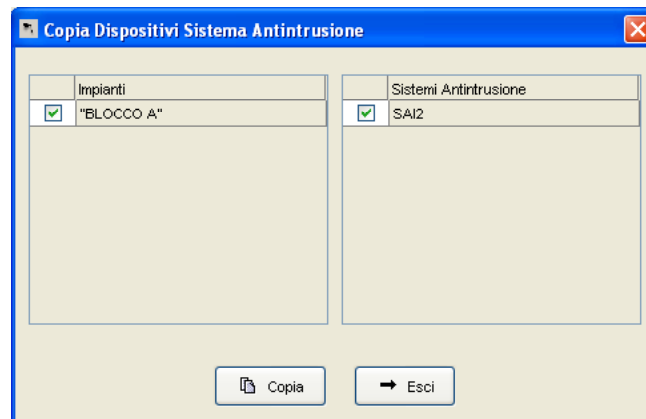 Copia Dispositivi Sistema Antintrusione
Impianti
"BLOCCO A"
Sistemi Antintrusione
SAI2
Copia
Esci